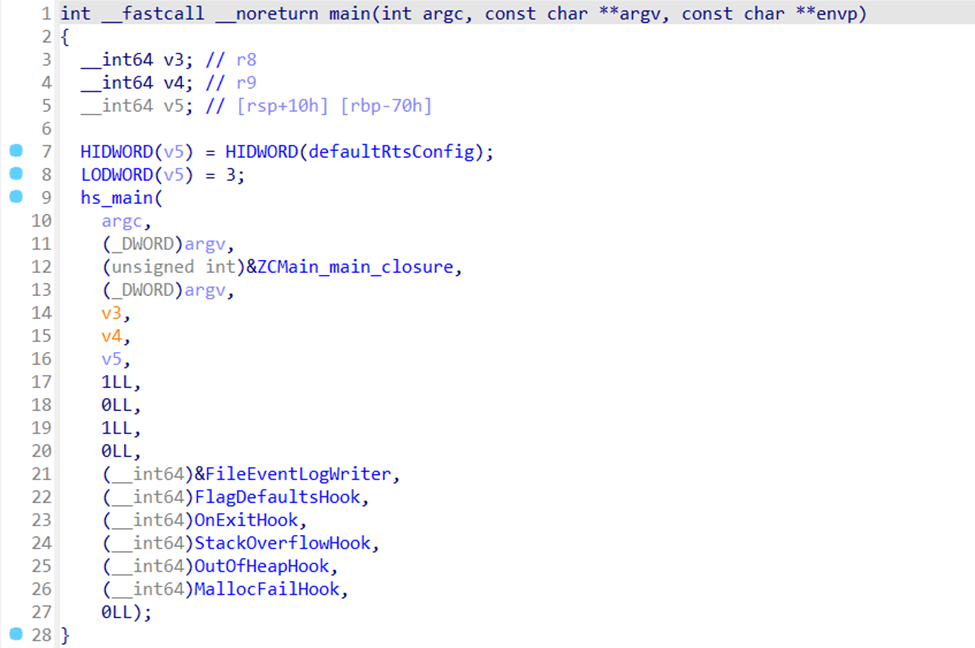 1 int __fastcall __noreturn main(int argc, const char **argv, const char **envp)
2 {
3 __int64 v3; // r8
4 __int64 v4; // r9
5 __int64 v5; // [rsp+10h] [rbp-70h]
6
7 HIDWORD(v5) = HIDWORD(defaultRtsConfig);
8 LODWORD(v5) = 3;
9 hs_main(
10 argc,
11 (_DWORD)argv,
12 (unsigned int)&ZCMain_main_closure,
13 (_DWORD)argv,
14 v3,
15 v4,
16 v5,
17 1LL,
18 0LL,
19 1LL,
20 0LL,
21 (__int64)&FileEventLogWriter,
22 (__int64)FlagDefaultsHook,
23 (__int64)OnExitHook,
24 (__int64)StackOverflowHook,
25 (__int64)OutOfHeapHook,
26 (__int64)MallocFailHook,
27 0LL);
28 }